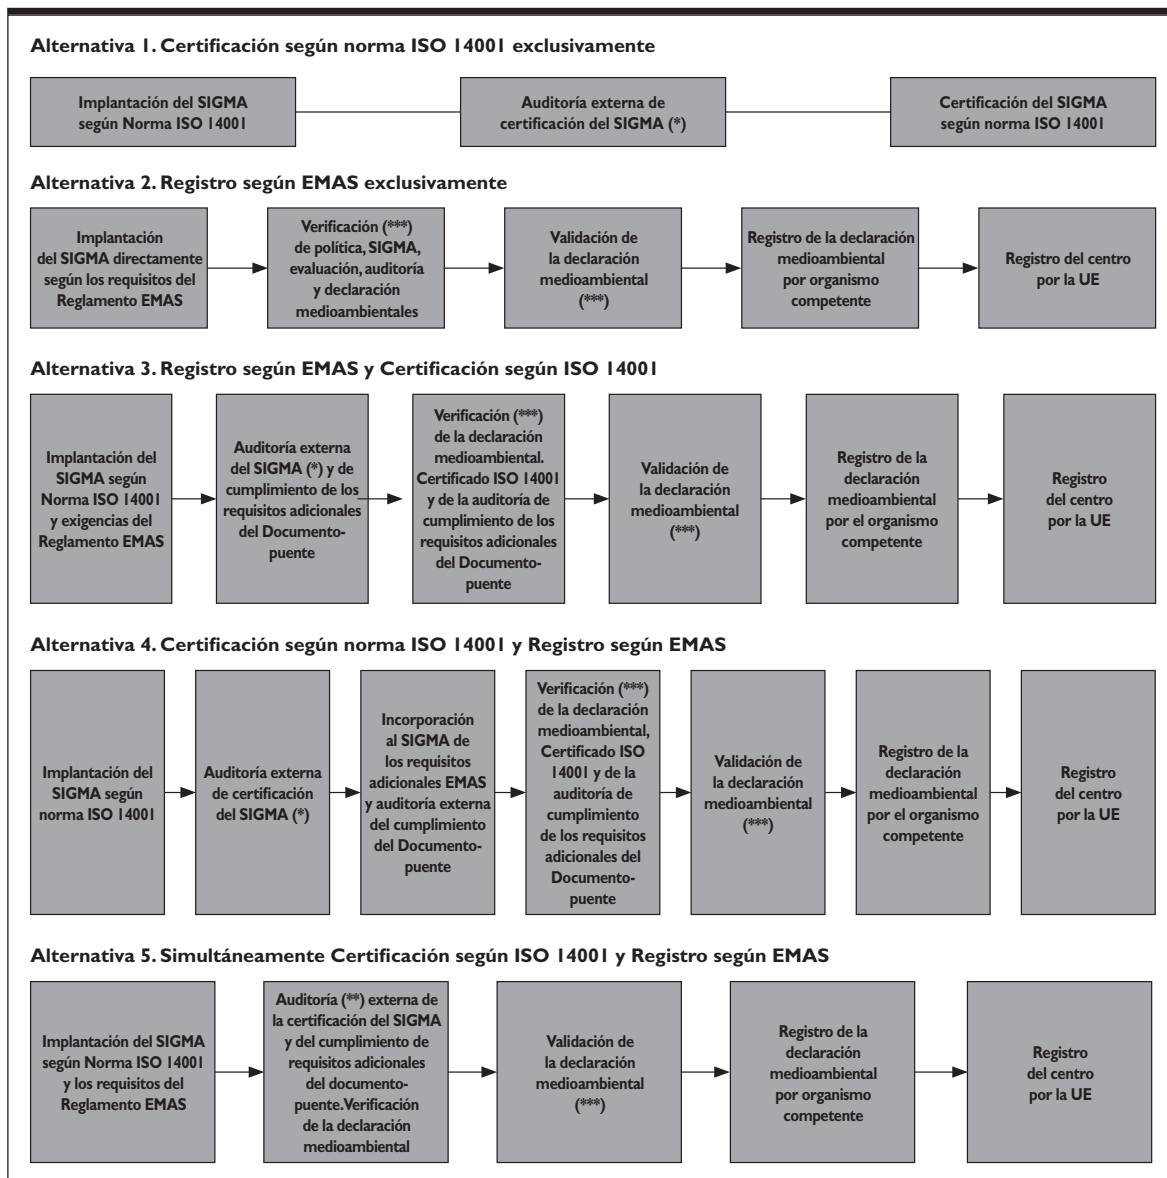 Alternativa 1. Certificación según norma ISO 14001 exclusivamente
Implantación del SIGMA
según Norma ISO 14001
Auditoría externa de
certificación del SIGMA (*)
Certificación del SIGMA
según norma ISO 14001
Alternativa 2. Registro según EMAS exclusivamente
Implantación
del SIGMA directamente
según los requisitos del
Reglamento EMAS
Verificación (***)
de política, SIGMA,
evaluación, auditoría
y declaración
medioambientales
Validación de
la declaración
medioambiental
(***)
Registro de la declaración
medioambiental
por organismo
competente
Registro del centro
por la UE
Alternativa 3. Registro según EMAS y Certificación según ISO 14001
Implantación del
SIGMA según
Norma ISO 14001
y exigencias del
Reglamento EMAS
Auditoría externa
del SIGMA (*) y de
cumplimiento de los
requisitos adicionales
del Documento-
puente
Verificación (***)
de la declaración
medioambiental.
Certificado ISO 14001
y de la auditoría de
cumplimiento de los
requisitos adicionales
del Documento-
puente
Validación de
la declaración
medioambiental
(***)
Registro de la
declaración
medioambiental
por el organismo
competente
Registro
del centro
por la UE
Alternativa 4. Certificación según norma ISO 14001 y Registro según EMAS
Implantación del
SIGMA según
norma ISO 14001
Auditoría externa
de certificación
del SIGMA (*)
Incorporación
al SIGMA de
los requisitos
adicionales EMAS
y auditoría externa
del cumplimiento
del Documento-
puente
Verificación (***)
de la declaración
medioambiental,
Certificado ISO
14001 y de la
auditoría de
cumplimiento
de los requisitos
adicionales del
Documento-
puente
Validación de
la declaración
medioambiental
(***)
Registro de la
declaración
medioambiental
por el organismo
competente
Registro
del centro
por la UE
Alternativa 5. Simultáneamente Certificación según ISO 14001 y Registro según EMAS
Implantación del SIGMA
según Norma ISO 14001
y los requisitos del
Reglamento EMAS
Auditoría (**) externa de
la certificación del SIGMA
y del cumplimiento de
requisitos adicionales
del documento-
puente. Verificación
de la declaración
medioambiental
Validación de
la declaración
medioambiental
(***)
Registro de la
declaración
medioambiental
por organismo
competente
Registro
del centro
por la UE